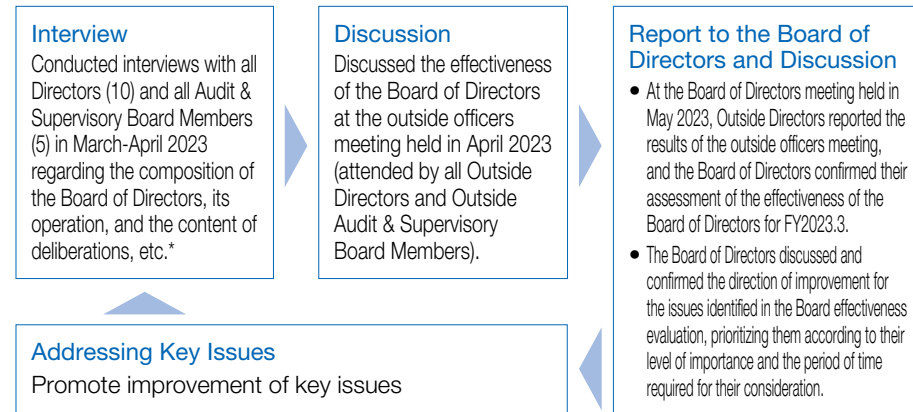 Interview
Conducted interviews with all
Directors (10) and all Audit &
Supervisory Board Members
(5) in March-April 2023
regarding the composition of
the Board of Directors, its
operation, and the content of
deliberations, etc.*
Discussion
Discussed the effectiveness
of the Board of Directors
at the outside officers
meeting held in April 2023
(attended by all Outside
Directors and Outside
Audit & Supervisory
Board Members).
Report to the Board of
Directors and Discussion
● At the Board of Directors meeting held in
May 2023, Outside Directors reported the
results of the outside officers meeting,
and the Board of Directors confirmed their
assessment of the effectiveness of the
Board of Directors for FY2023.3.
● The Board of Directors discussed and
confirmed the direction of improvement for
the issues identified in the Board effectiveness
evaluation, prioritizing them according to their
level of importance and the period of time
required for their consideration.
Addressing Key Issues
Promote improvement of key issues